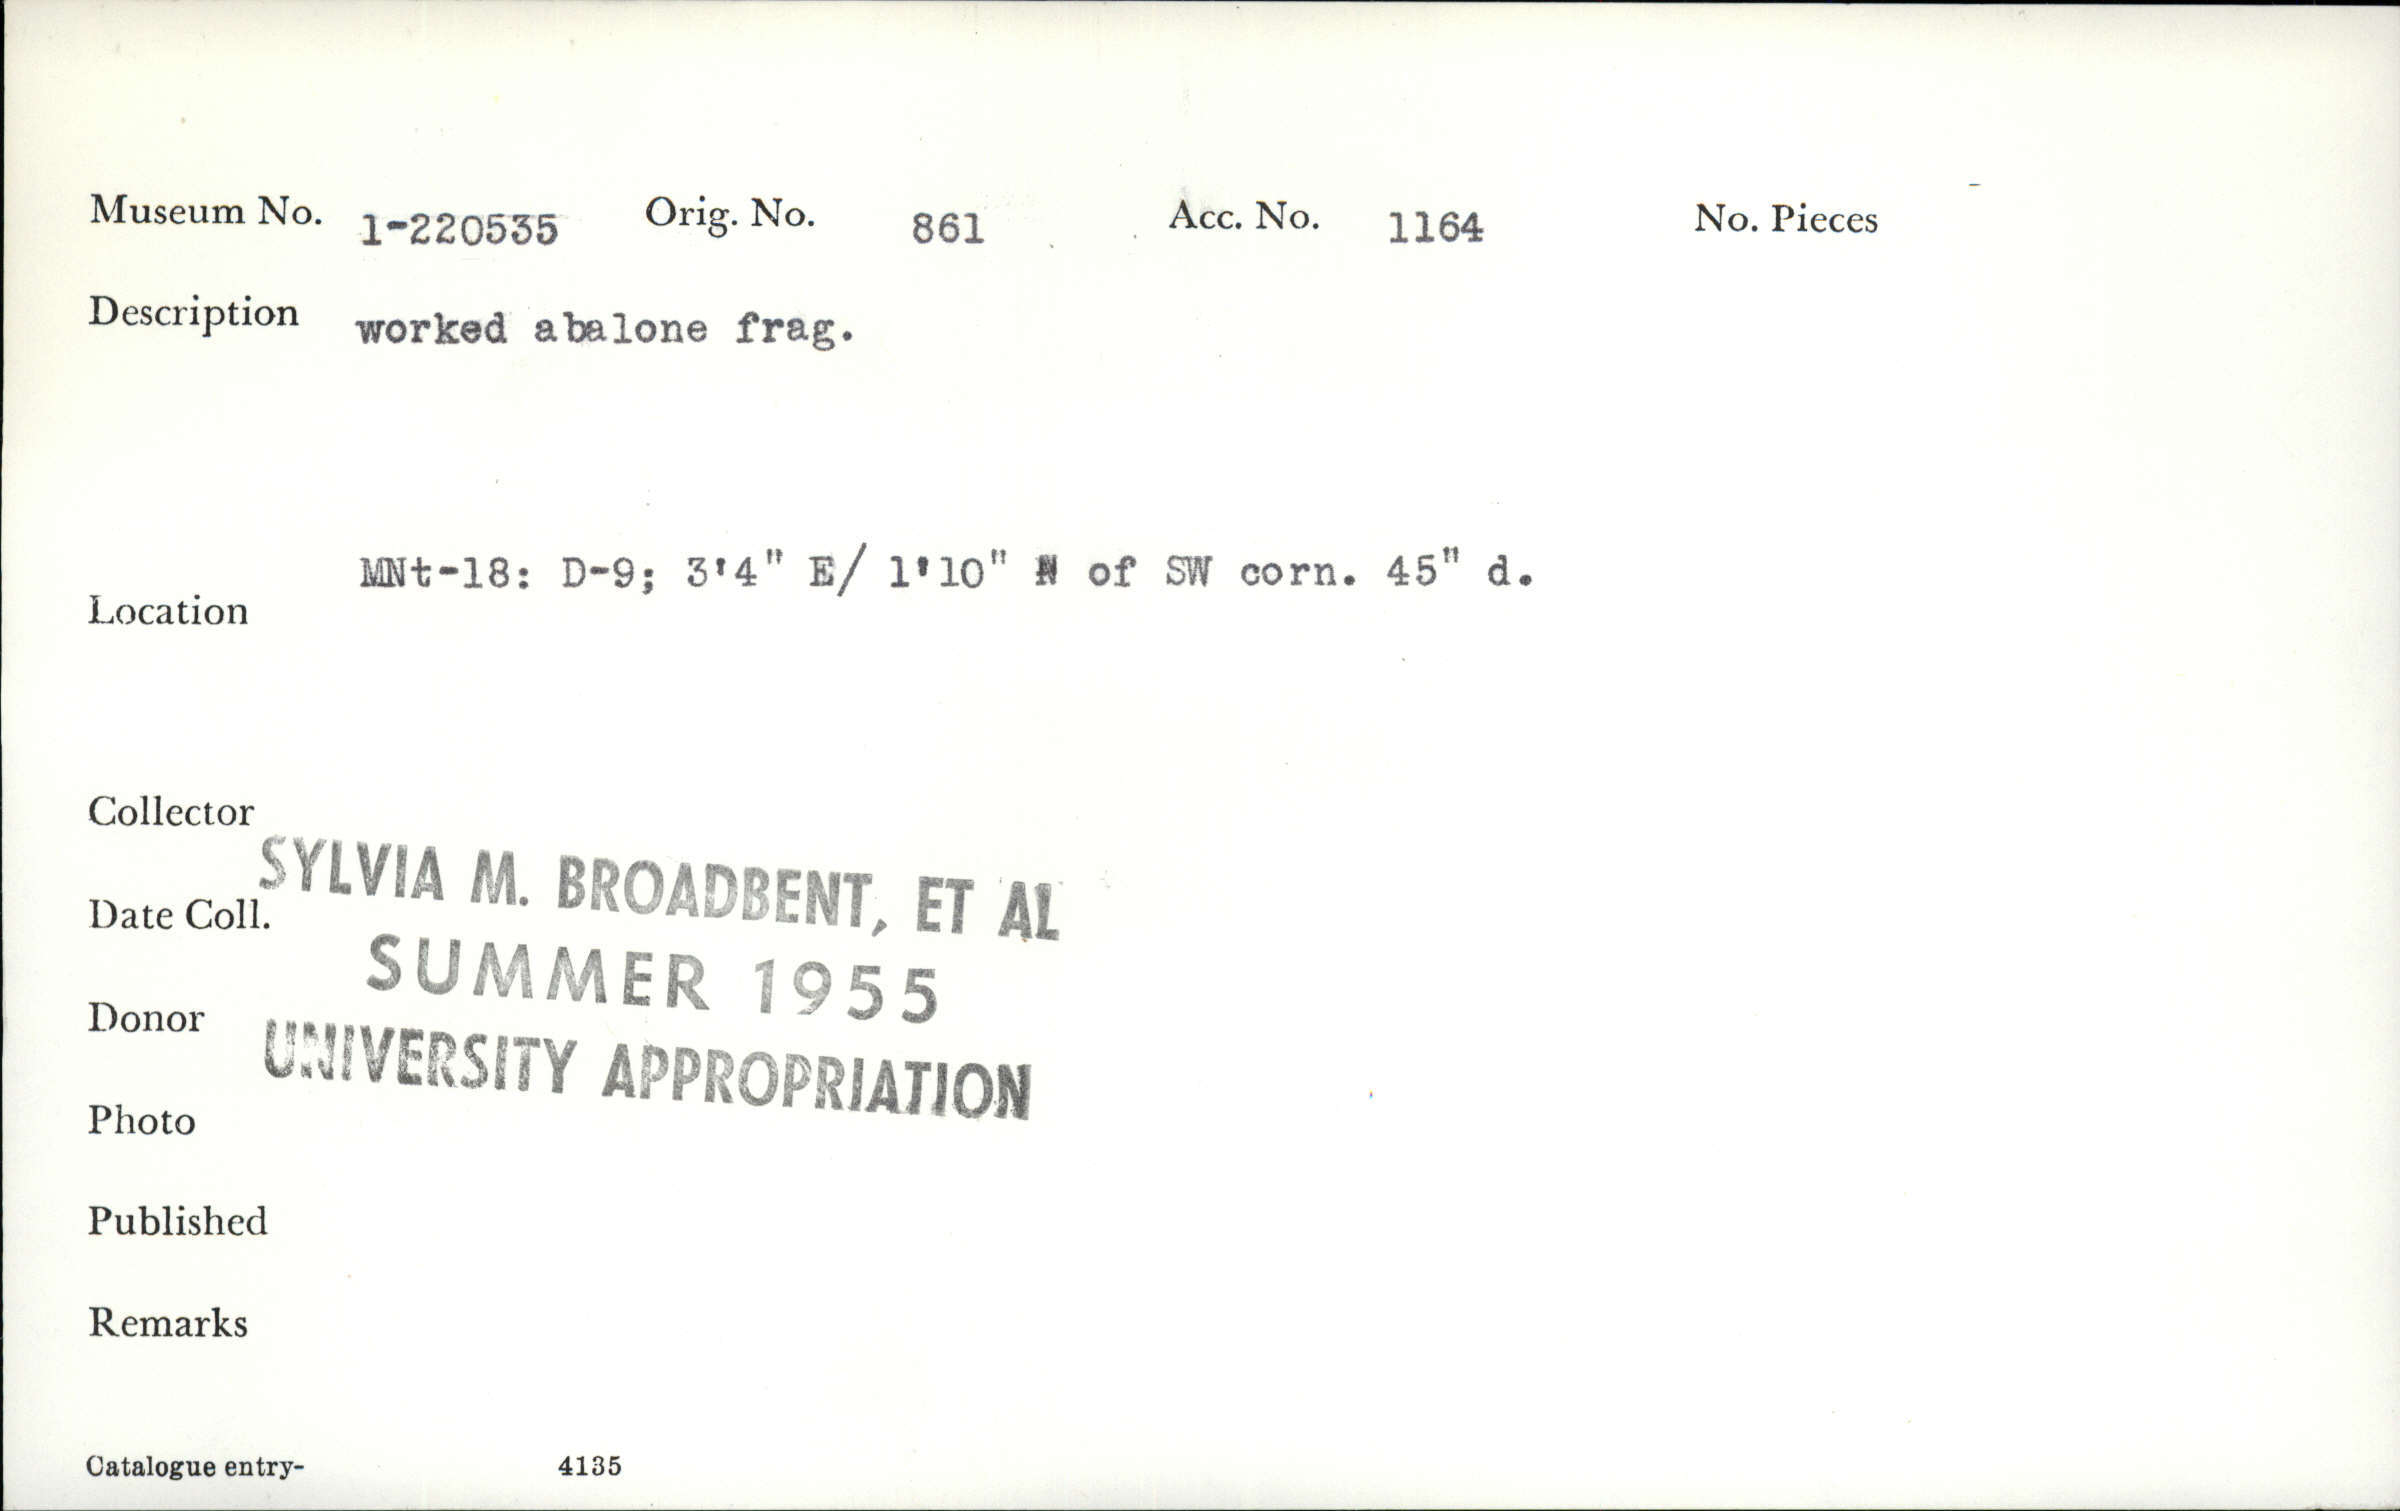 Museum No. 1-220535 Orig. No. 861 Acc. No. 1164 No. Pieces
Description worked abalone frag.
MNt-18: D-9; 3'4" E/ 1'10" N of SW corn. 45" d.
Location
Collector
SYLVIA M. BROADBENT, ET AL
Date Coll.
SUMMER 1955
Donor
UNIVERSITY APPROPRIATION
Photo
Published
Remarks
Catalogue entry- 4135